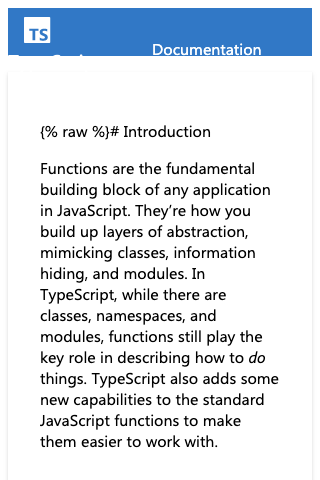 TS
Documentation
{% raw %}# Introduction
Functions are the fundamental
building block of any application
in JavaScript. They’re how you
build up layers of abstraction,
mimicking classes, information
hiding, and modules. In
TypeScript, while there are
classes, namespaces, and
modules, functions still play the
key role in describing how to do
things. TypeScript also adds some
new capabilities to the standard
JavaScript functions to make
them easier to work with.